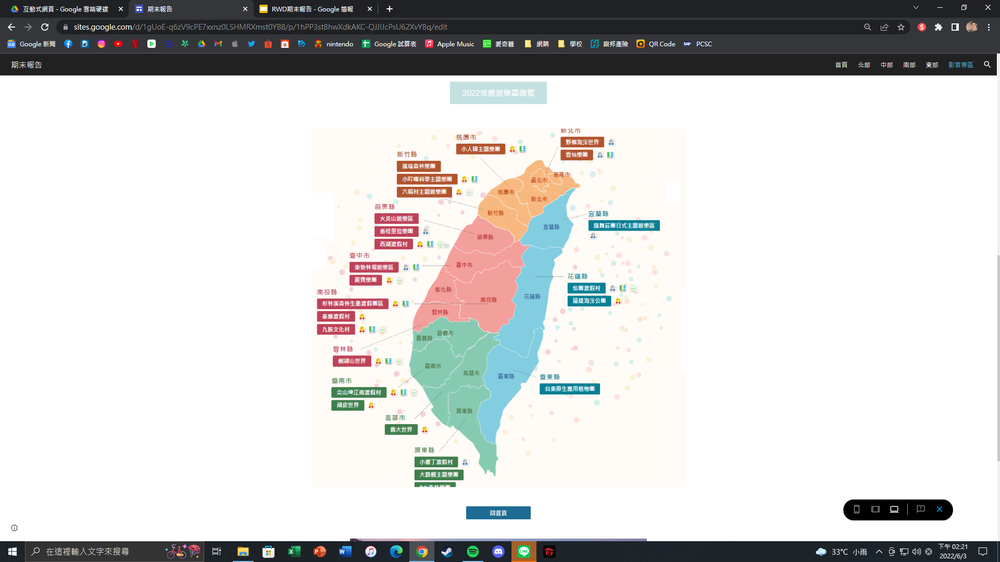 互動式網頁 - Google 雲端硬碟
期末報告
RWD期末報告 - Google 簡報
sites.google.com/d/1gUoE-q6zV9cPE7xxnz0LSHMRXmst0YB8/p/1hPP3st8hwXdkAKC-QJJIJcPsU62XvY8q/edit
Google 新聞
nintendo
Google 試算表
Apple Music
愛奇藝
網購
學校
富邦產險
QR Code
PCSC
期末報告
首頁
北部
中部
南部
東部
影音專區
2022推薦遊樂園總覽
新北市
野柳海洋世界
雲仙樂園
桃園市
小人國主題樂園
新竹縣
萬瑞森林樂園
小叮噹科學主題樂園
六福村主題遊樂園
苗栗縣
火炎山遊樂區
香格里拉樂園
西湖渡假村
臺中市
東勢林場遊樂區
麗寶樂園
南投縣
杉林溪森林生態渡假園區
泰雅渡假村
九族文化村
雲林縣
劍湖山世界
臺南市
尖山埤江南渡假村
頑皮世界
高雄市
義大世界
屏東縣
小墾丁渡假村
大路觀主題樂園
8大森林樂園
宜蘭縣
綠舞莊園日式主題遊樂區
花蓮縣
怡園渡假村
遠雄海洋公園
臺東縣
台東原生應用植物園
基隆市
臺北市
桃園市
新北市
新竹縣
宜蘭縣
苗栗縣
臺中市
彰化縣
南投縣
花蓮縣
雲林縣
嘉義市
嘉義縣
臺南市
高雄市
臺東縣
屏東縣
回首頁
在這裡輸入文字來搜尋
33°C 小雨
下午 02:21
2022/6/3